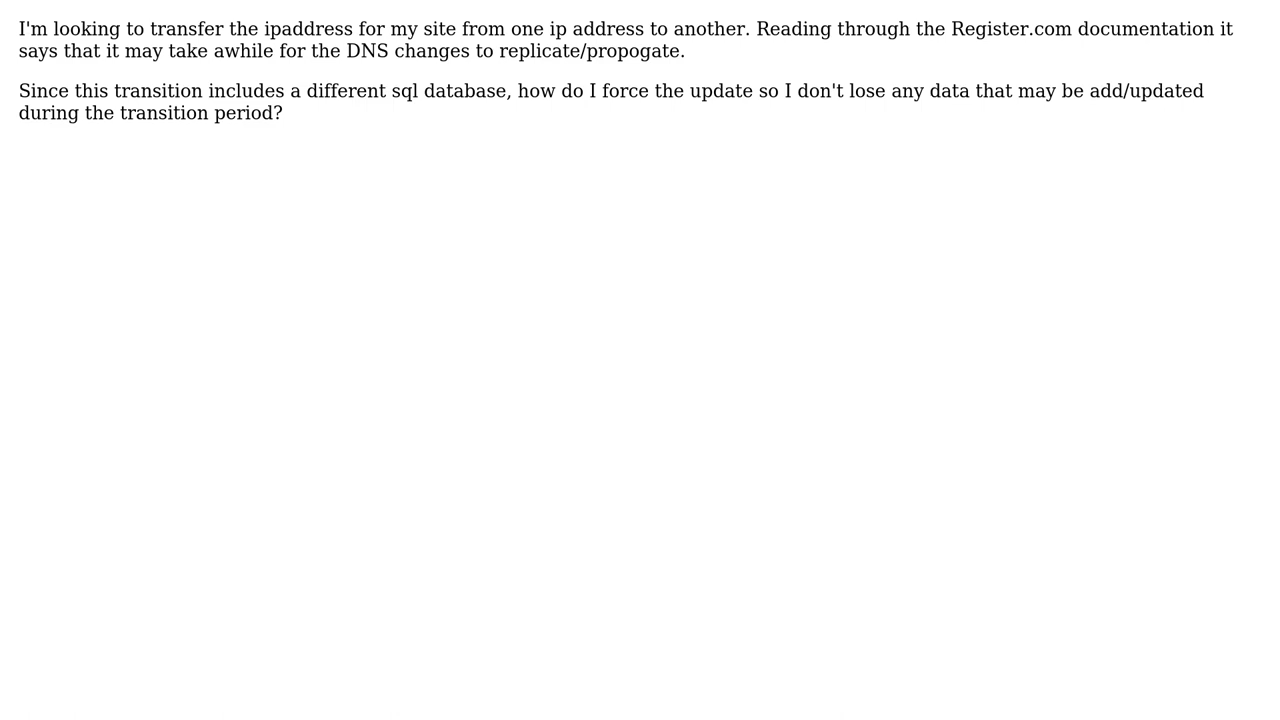 I'm looking to transfer the ipaddress for my site from one ip address to another. Reading through the Register.com documentation it
says that it may take awhile for the DNS changes to replicate/propogate.
Since this transition includes a different sql database, how do I force the update so I don't lose any data that may be add/updated
during the transition period?